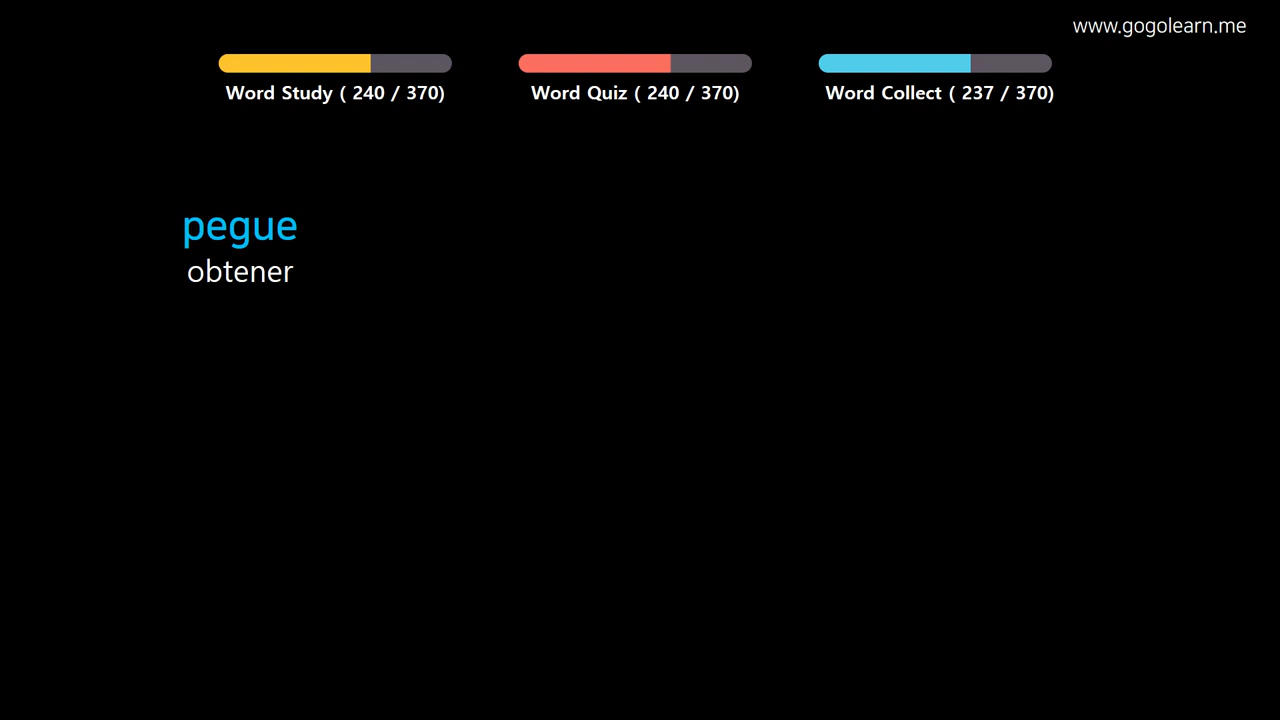 www.gogolearn.me
Word Study ( 240 / 370)
Word Quiz ( 240 / 370)
Word Collect ( 237 / 370)
pegue
obtener